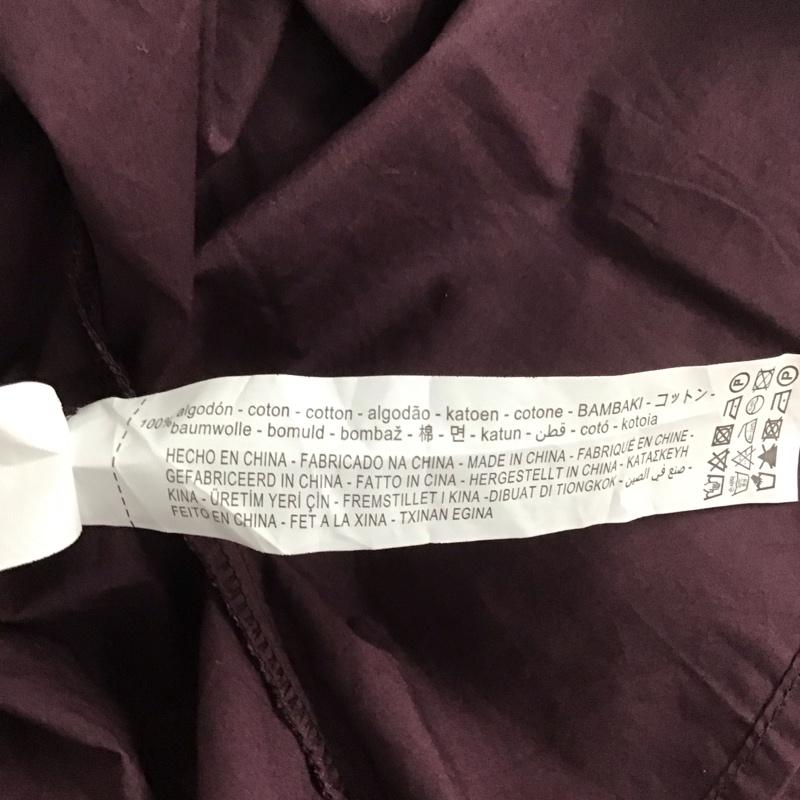 100% algodón - coton - cotton - algodão - katoen - cotone - BAMBAKI - コットン -
baumwolle - bomuld - bombaž - 棉 - 면 - katun - قطن - cotó - kotoia
HECHO EN CHINA - FABRICADO NA CHINA - MADE IN CHINA - FABRIQUÉ EN CHINE -
GEFABRICEERD IN CHINA - FATTO IN CINA - HERGESTELLT IN CHINA - ΚΑΤΑΣΚΕΥΗ
KINA - ÜRETİM YERİ ÇİN - FREMSTILLET I KINA -DIBUAT DI TIONGKOK - صنع في الصين -
FEITO EN CHINA - FET A LA XINA - TXINAN EGINA